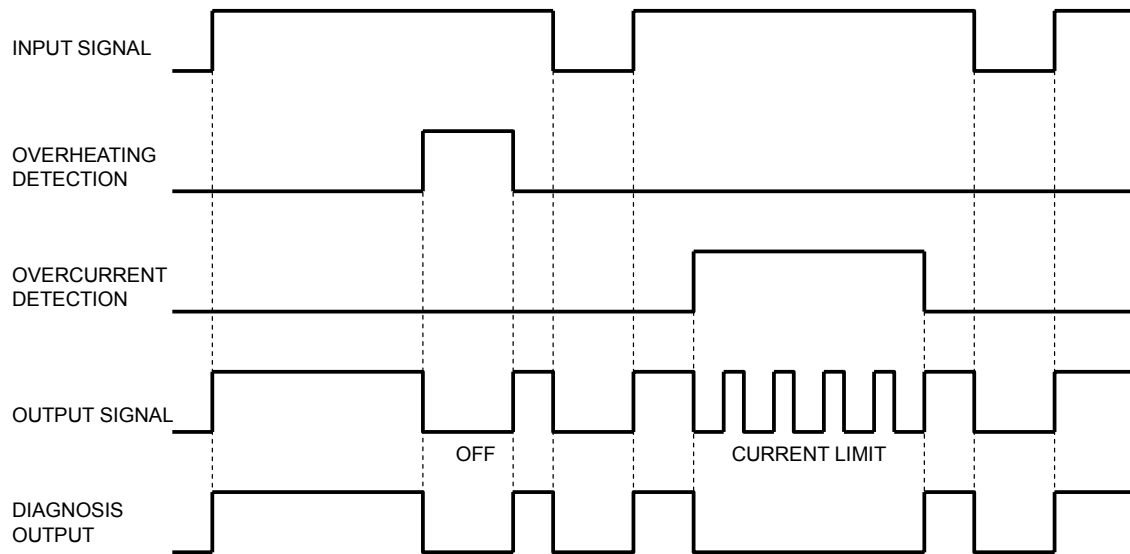 INPUT SIGNAL
OVERHEATING
DETECTION
OVERCURRENT
DETECTION
OUTPUT SIGNAL
OFF
CURRENT LIMIT
DIAGNOSIS
OUTPUT